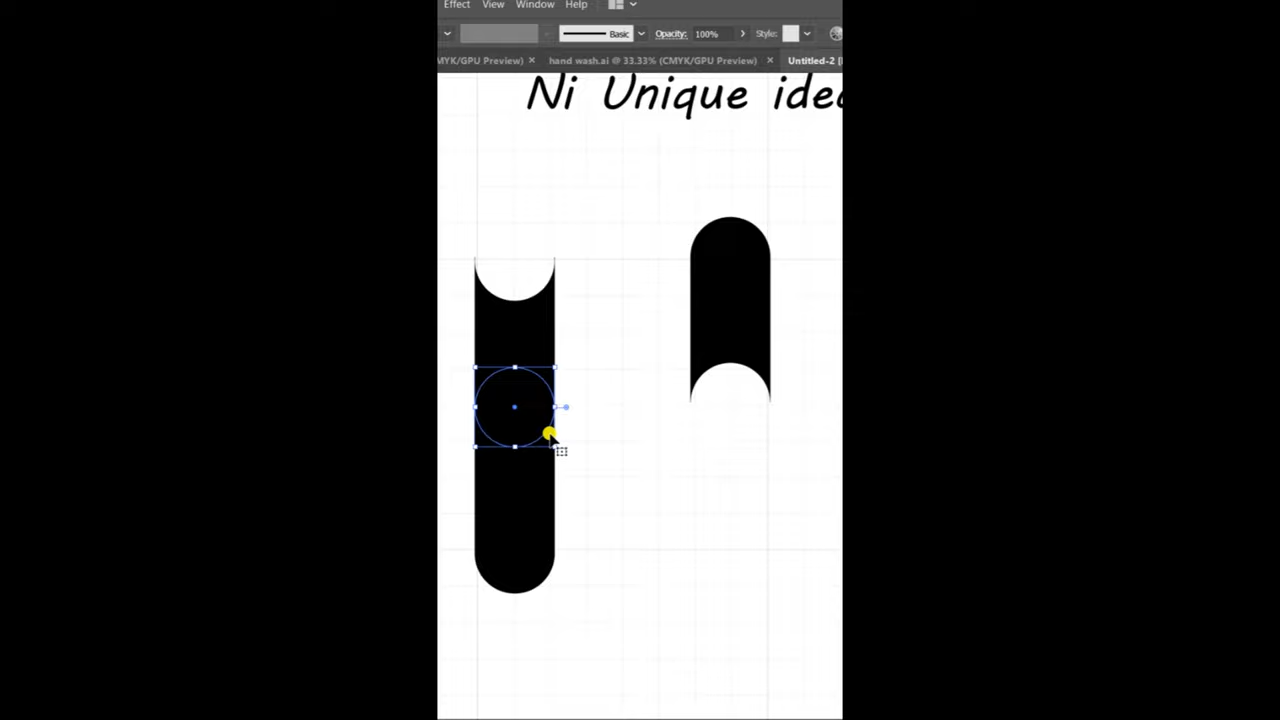 Effect View Window Help
Basic Opacity: 100% Style:
MYK/GPU Preview) × hand wash.ai @ 33.33% (CMYK/GPU Preview) × Untitled-2
Ni Unique idea